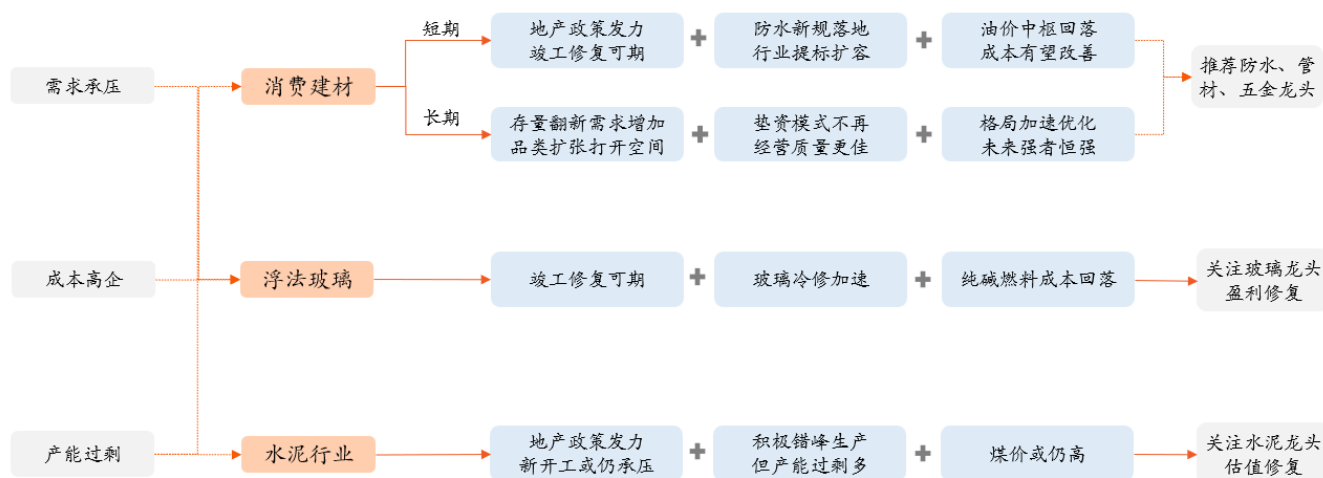 短期
地产政策发力
竣工修复可期
防水新规落地
行业提标扩容
油价中枢回落
成本有望改善
需求承压
消费建材
推荐防水、管
材、五金龙头
长期
存量翻新需求增加
品类扩张打开空间
垫资模式不再
经营质量更佳
格局加速优化
未来强者恒强
成本高企
浮法玻璃
竣工修复可期
玻璃冷修加速
纯碱燃料成本回落
关注玻璃龙头
盈利修复
产能过剩
水泥行业
地产政策发力
新开工或仍承压
积极错峰生产
但产能过剩多
煤价或仍高
关注水泥龙头
估值修复